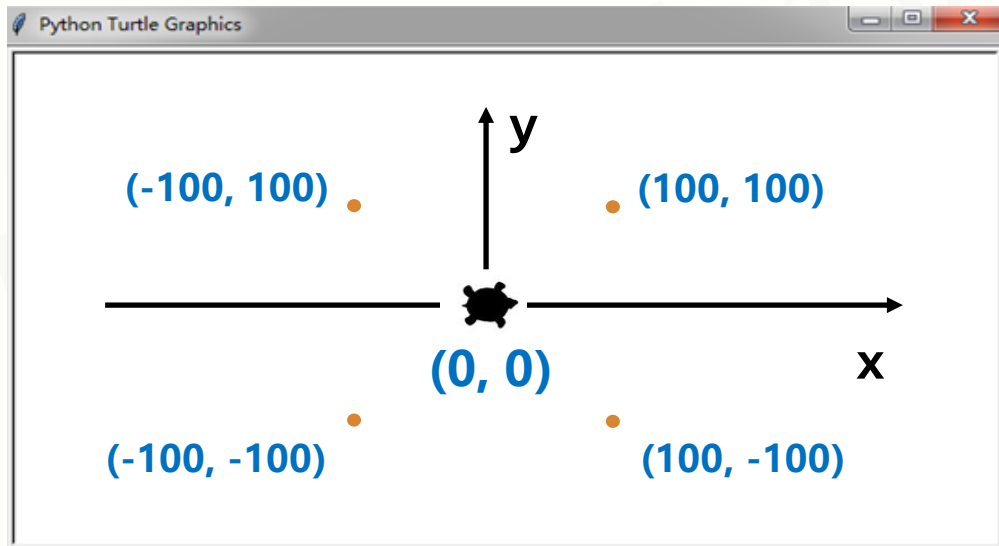 Python Turtle Graphics
y
(-100, 100)
(100, 100)
(0, 0)
x
(-100, -100)
(100, -100)